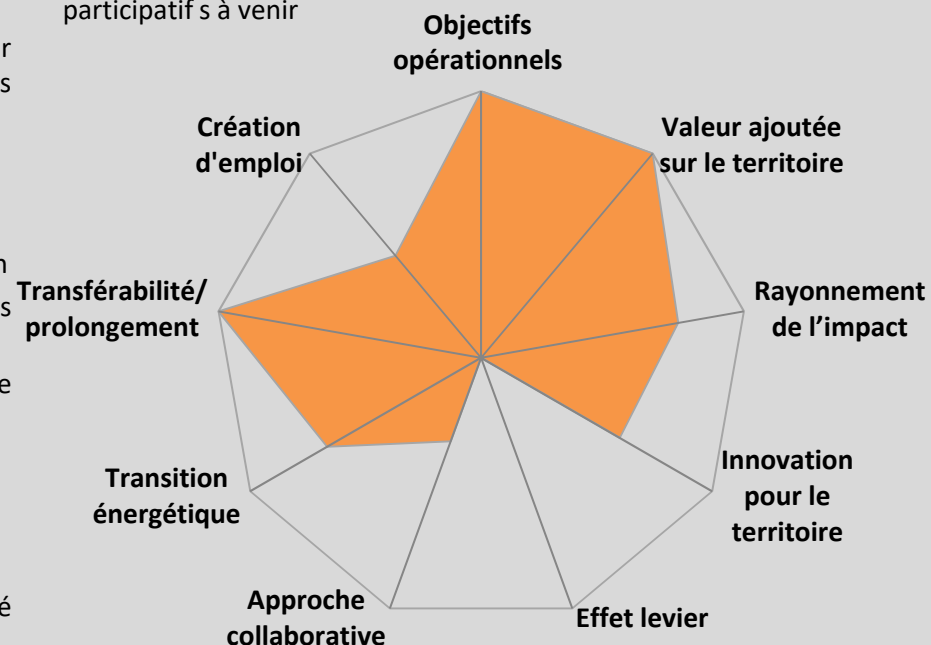 participatif s à venir
r
s
n
s
e
é
Objectifs
opérationnels
Valeur ajoutée
sur le territoire
Rayonnement
de l’impact
Innovation
pour le
territoire
Effet levier
Approche
collaborative
Transition
énergétique
Transférabilité/
prolongement
Création
d'emploi